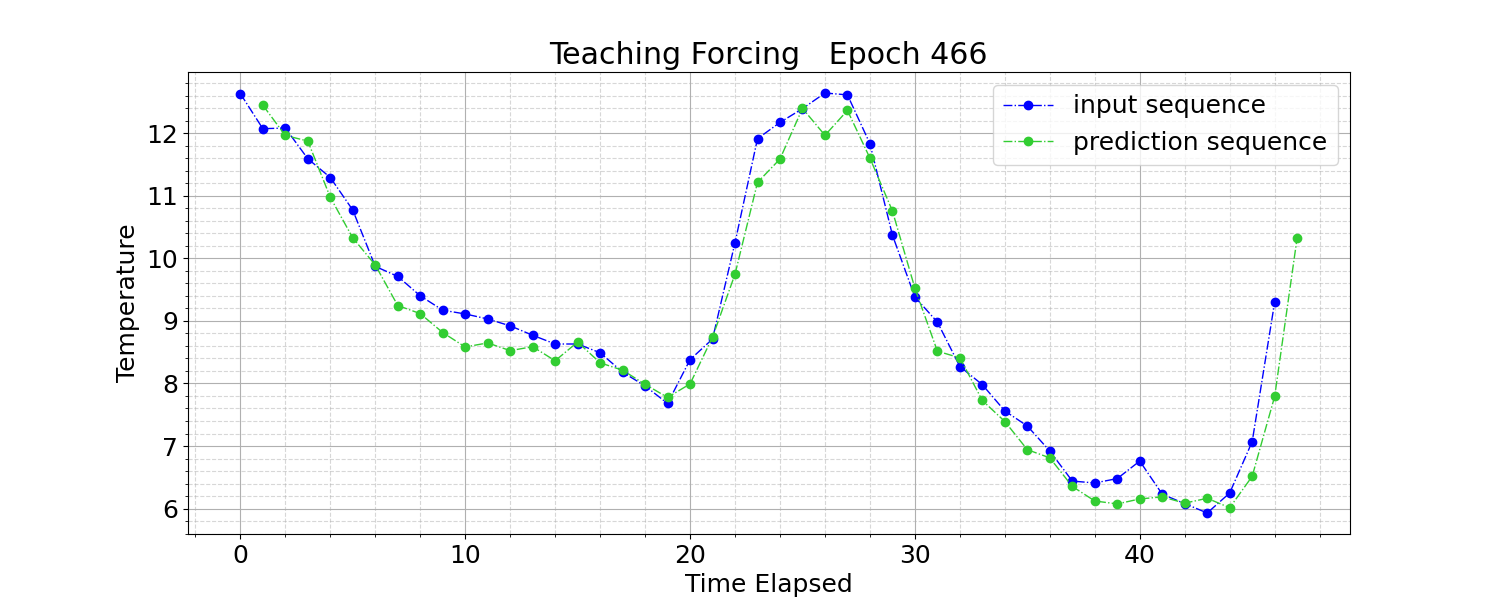 Teaching Forcing   Epoch 466
input sequence
prediction sequence
Temperature
12
11
10
9
8
7
6
0 10 20 30 40
Time Elapsed